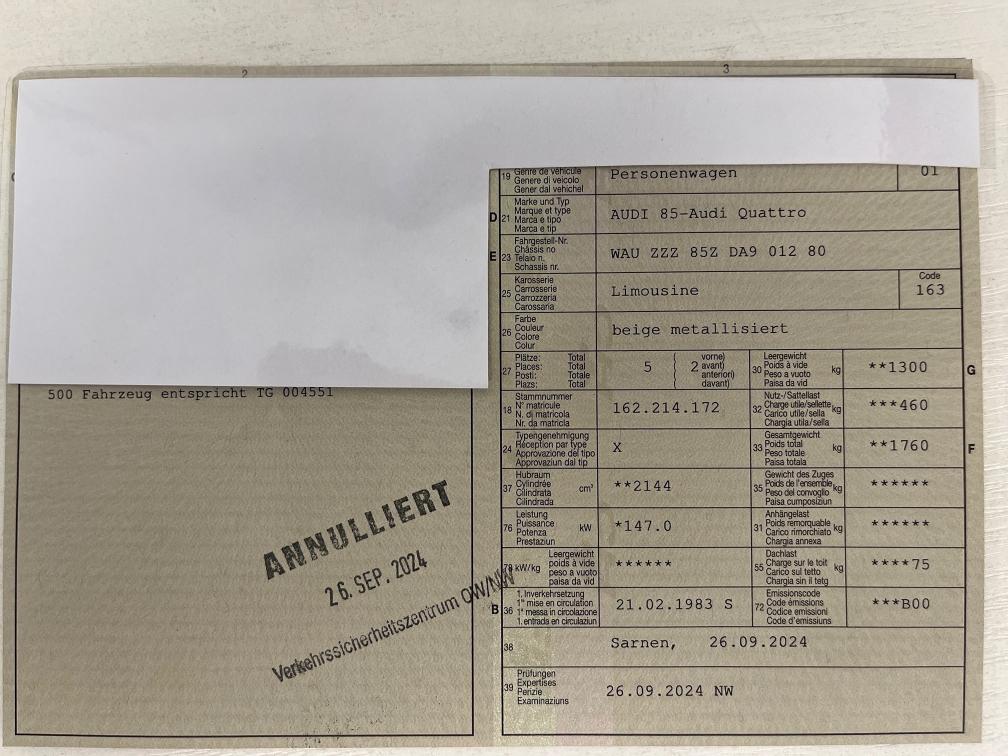 2
3
19 Genre de véhicule
Genere di veicolo
Gener dal vehichel
Personenwagen 01
D 21 Marke und Typ
Marque et type
Marca e tipo
Marca e tip
AUDI 85-Audi Quattro
E 23 Fahrgestell-Nr.
Châssis no
Telaio n.
Schassis nr.
WAU ZZZ 85Z DA9 012 80
25 Karosserie
Carrosserie
Carrozzeria
Carossaria
Limousine
Code
163
26 Farbe
Couleur
Colore
Colur
beige metallisiert
27 Plätze: Total
Places: Total
Posti: Totale
Plazs: Total
5 ( 2 vorne)
( avant)
( anteriori)
( davant)
30 Leergewicht
Poids à vide
Peso a vuoto
Paisa da vid
kg
**1300
G
500 Fahrzeug entspricht TG 004551
18 Stammnummer
N° matricule
N. di matricola
Nr. da matricla
162.214.172
32 Nutz-/Sattellast
Charge utile/sellette
Carico utile/sella
Chargia utila/sella
kg
***460
24 Typengenehmigung
Réception par type
Approvazione del tipo
Approvaziun dal tip
X
33 Gesamtgewicht
Poids total
Peso totale
Paisa totala
kg
**1760
F
37 Hubraum
Cylindrée
Cilindrata
Cilindrada
cm³
**2144
35 Gewicht des Zuges
Poids de l'ensemble
Peso del convoglio
Paisa cumposiziun
kg
******
76 Leistung
Puissance
Potenza
Prestaziun
kW
*147.0
31 Anhängelast
Poids remorquable
Carico rimorchiato
Chargia annexa
kg
******
78 kW/kg Leergewicht
poids à vide
peso a vuoto
paisa da vid
******
55 Dachlast
Charge sur le toit
Carico sul tetto
Chargia sin il tetg
kg
****75
B 36 1. Inverkehrsetzung
1re mise en circulation
1a messa in circolazione
1. entrada en circulaziun
21.02.1983 S
72 Emissionscode
Code émissions
Codice emissioni
Code d'emissiuns
***B00
38 Sarnen, 26.09.2024
39 Prüfungen
Expertises
Perizie
Examinaziuns
26.09.2024 NW
ANNULLIERT
26. SEP. 2024
Verkehrssicherheitszentrum OW/NW